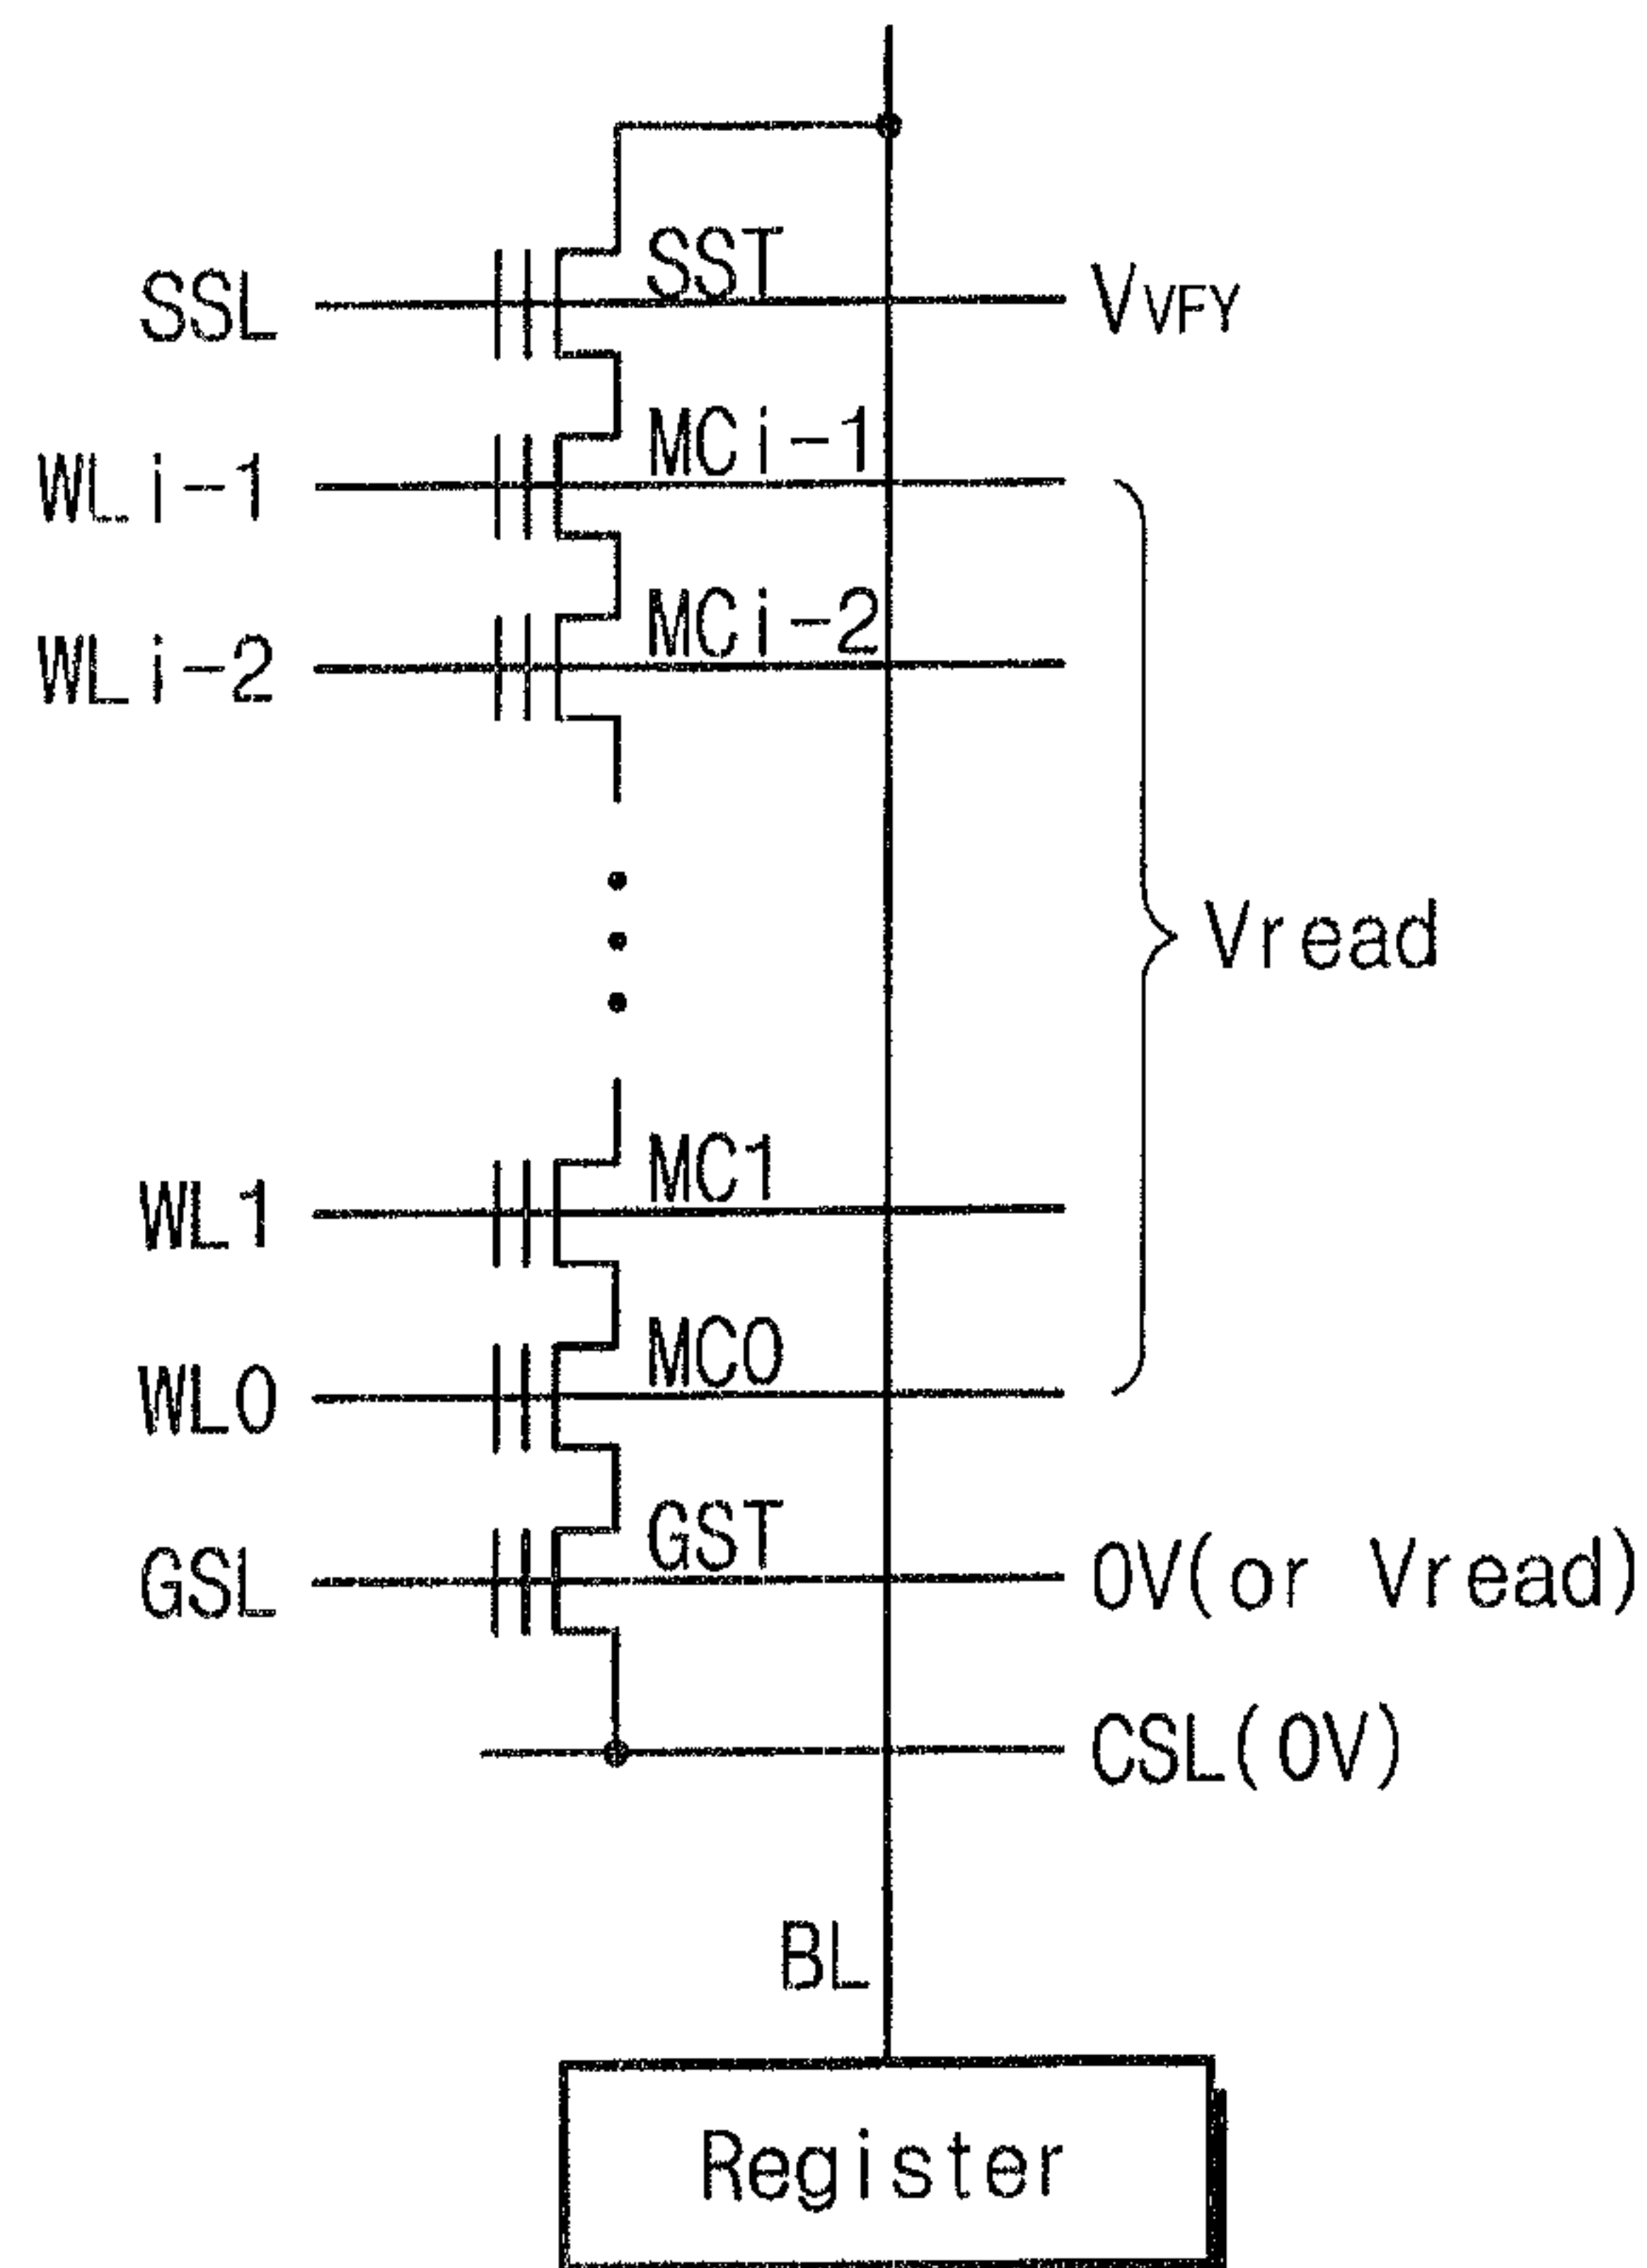 SST
SSL
VVFY
MCi-1
WLi-1
MCi-2
WLi-2
Vread
MC1
WL1
MC0
WL0
GST
GSL
0V(or Vread)
CSL(0V)
BL
Register